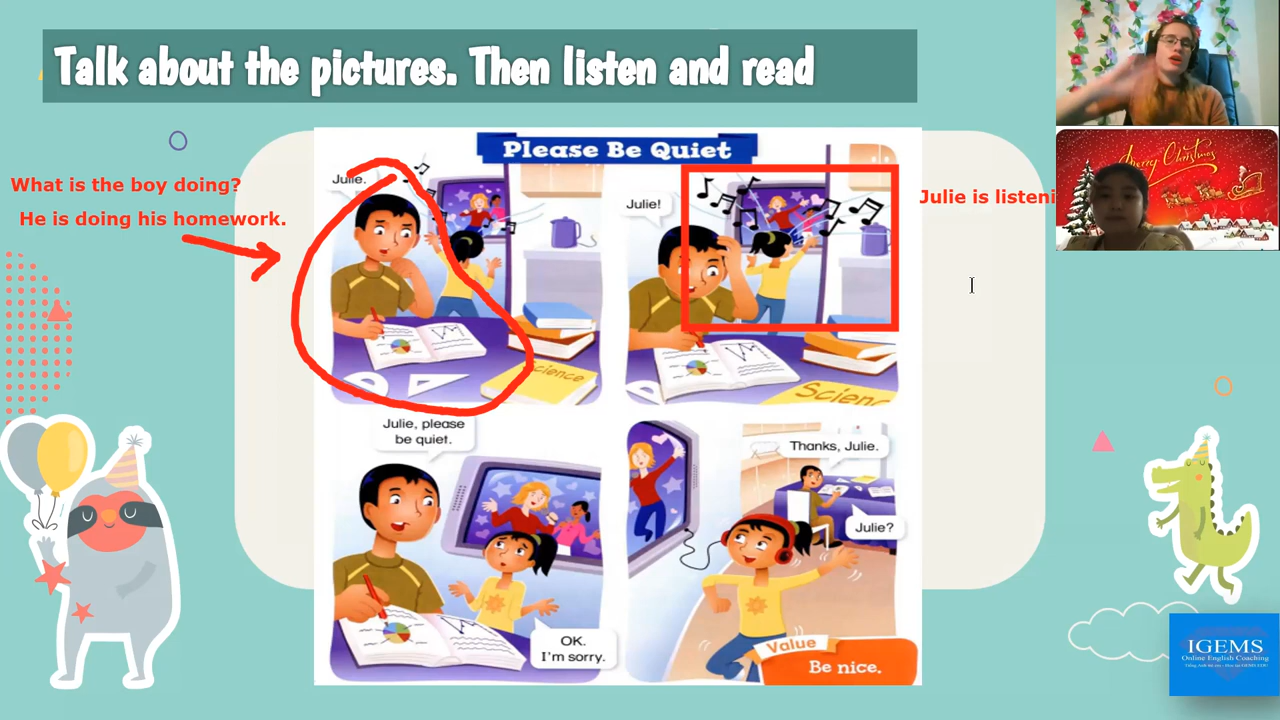 Talk about the pictures. Then listen and read
Please Be Quiet
What is the boy doing?
He is doing his homework.
Julie.
Julie!
Julie is listeni
Merry Christmas
Science
Scienc
Julie, please
be quiet.
OK.
I'm sorry.
Thanks, Julie.
Julie?
Value
Be nice.
IGEMS
Online English Coaching